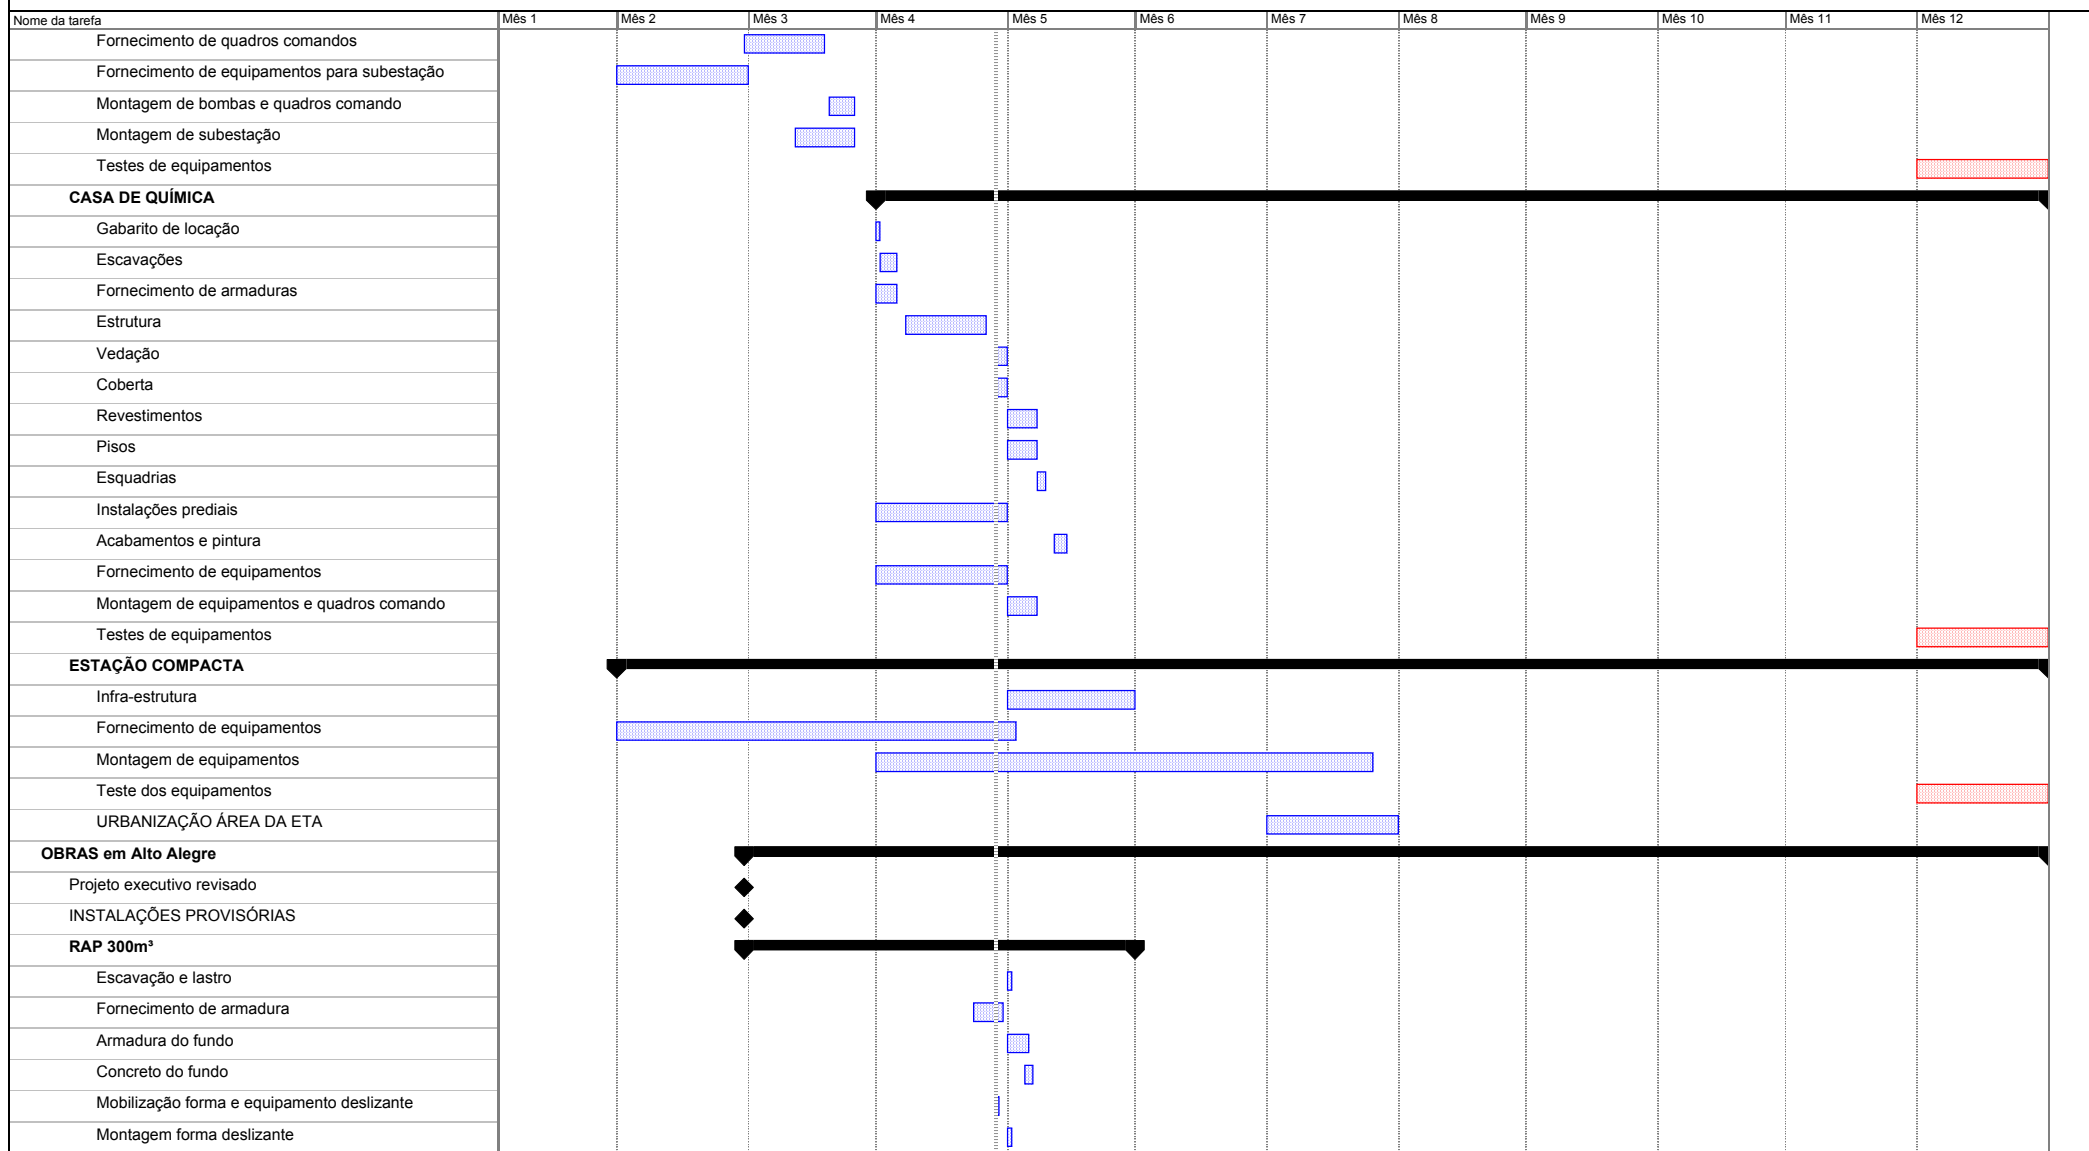 Nome da tarefa Mês 1 Mês 2 Mês 3 Mês 4 Mês 5 Mês 6 Mês 7 Mês 8 Mês 9 Mês 10 Mês 11 Mês 12
Fornecimento de quadros comandos
Fornecimento de equipamentos para subestação
Montagem de bombas e quadros comando
Montagem de subestação
Testes de equipamentos
CASA DE QUÍMICA
Gabarito de locação
Escavações
Fornecimento de armaduras
Estrutura
Vedação
Coberta
Revestimentos
Pisos
Esquadrias
Instalações prediais
Acabamentos e pintura
Fornecimento de equipamentos
Montagem de equipamentos e quadros comando
Testes de equipamentos
ESTAÇÃO COMPACTA
Infra-estrutura
Fornecimento de equipamentos
Montagem de equipamentos
Teste dos equipamentos
URBANIZAÇÃO ÁREA DA ETA
OBRAS em Alto Alegre
Projeto executivo revisado
INSTALAÇÕES PROVISÓRIAS
RAP 300m³
Escavação e lastro
Fornecimento de armadura
Armadura do fundo
Concreto do fundo
Mobilização forma e equipamento deslizante
Montagem forma deslizante